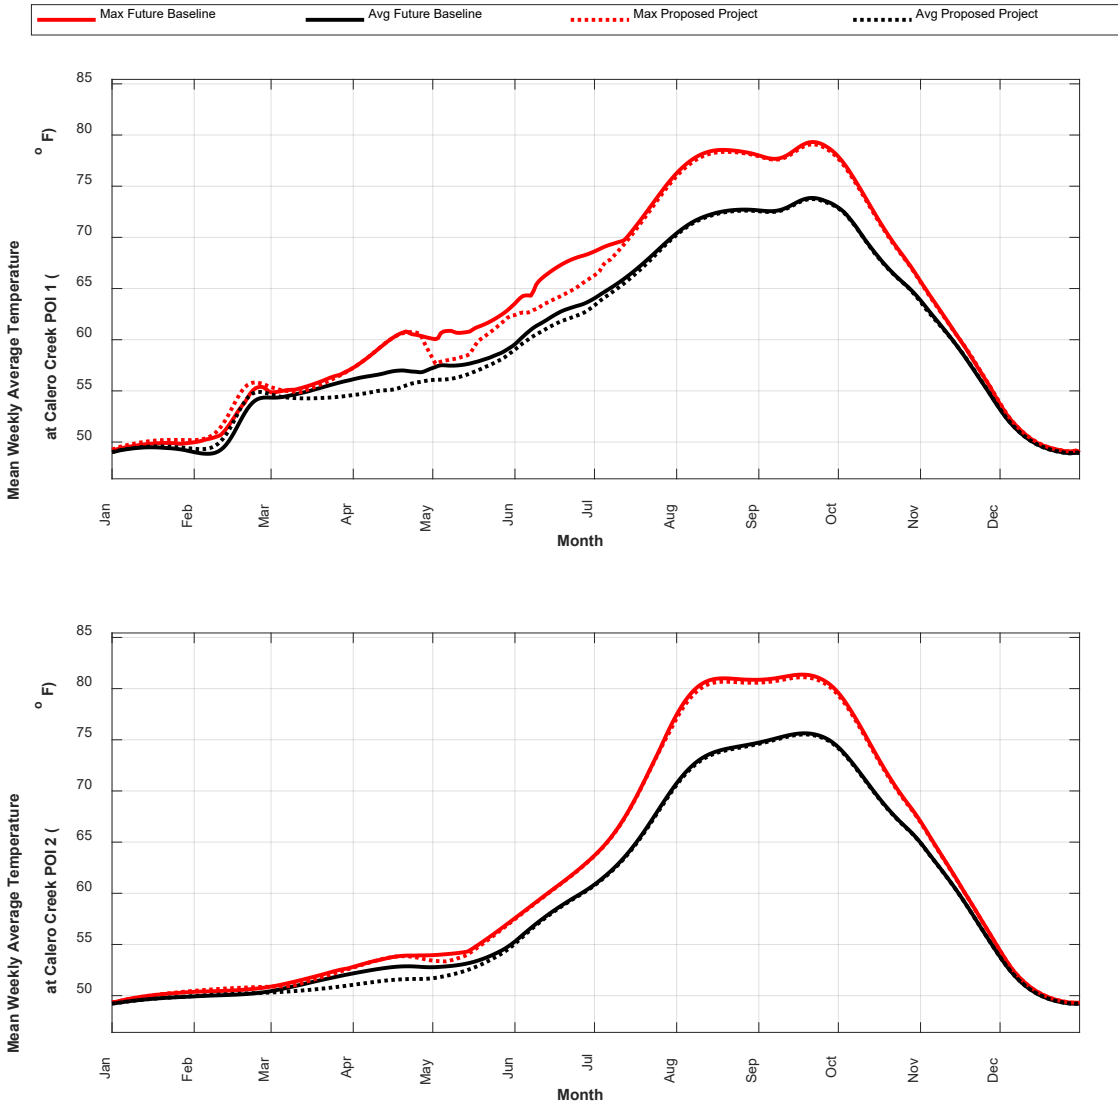 Max Future Baseline Avg Future Baseline Max Proposed Project Avg Proposed Project
Mean Weekly Average Temperature
at Calero Creek POI 1 (
o F)
85
80
75
70
65
60
55
50
Jan Feb Mar Apr May Jun Jul Aug Sep Oct Nov Dec
Month
Mean Weekly Average Temperature
at Calero Creek POI 2 (
o F)
85
80
75
70
65
60
55
50
Jan Feb Mar Apr May Jun Jul Aug Sep Oct Nov Dec
Month